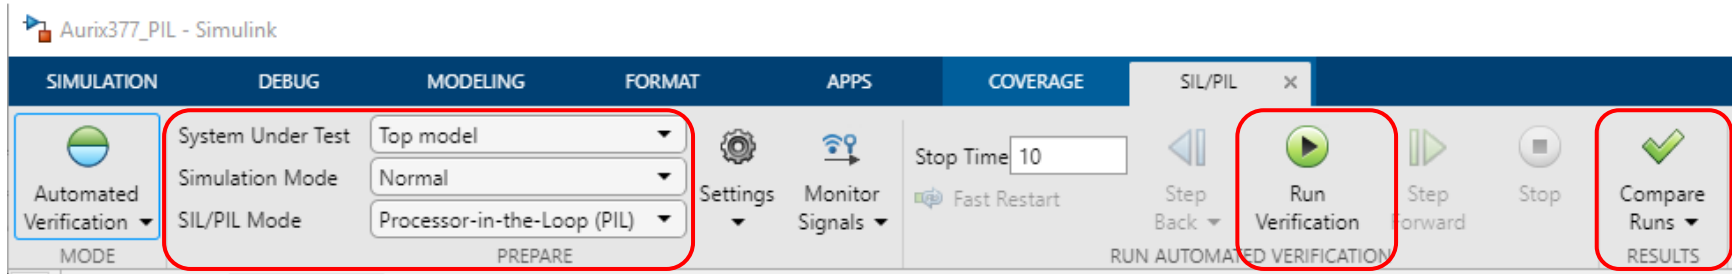 Aurix377_PIL - Simulink
SIMULATION DEBUG MODELING FORMAT APPS COVERAGE SIL/PIL
System Under Test Top model
Simulation Mode Normal
SIL/PIL Mode Processor-in-the-Loop (PIL)
Automated
Verification
MODE
PREPARE
Settings
Monitor
Signals
Stop Time 10
Fast Restart
Step
Back
Run
Verification
Step
Forward
Stop
RUN AUTOMATED VERIFICATION
Compare
Runs
RESULTS